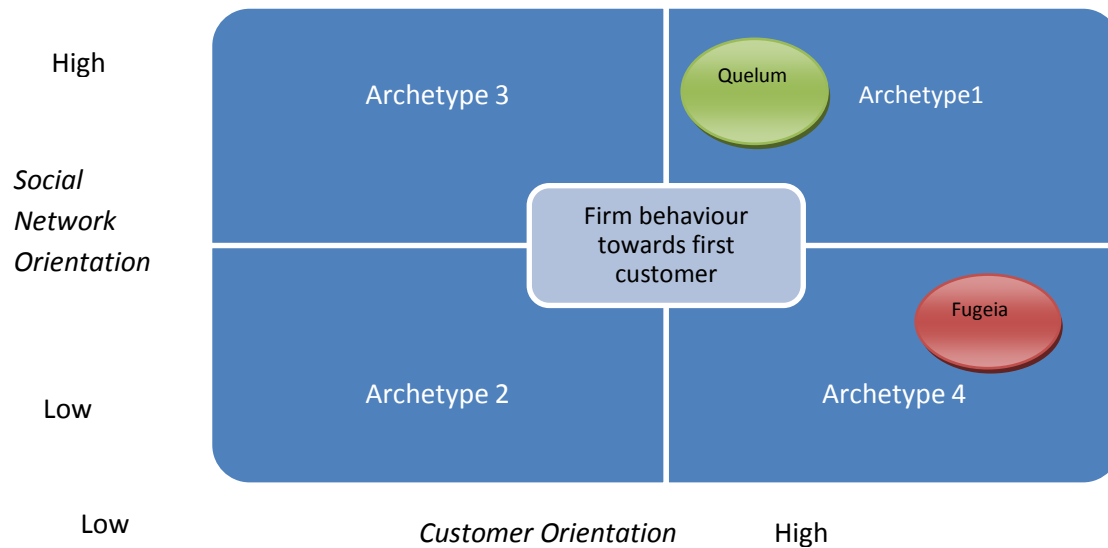 High
Archetype 3
Quelum
Archetype1
Social
Network
Orientation
Firm behaviour
towards first
customer
Fugeia
Low
Archetype 2
Archetype 4
Low
Customer Orientation
High